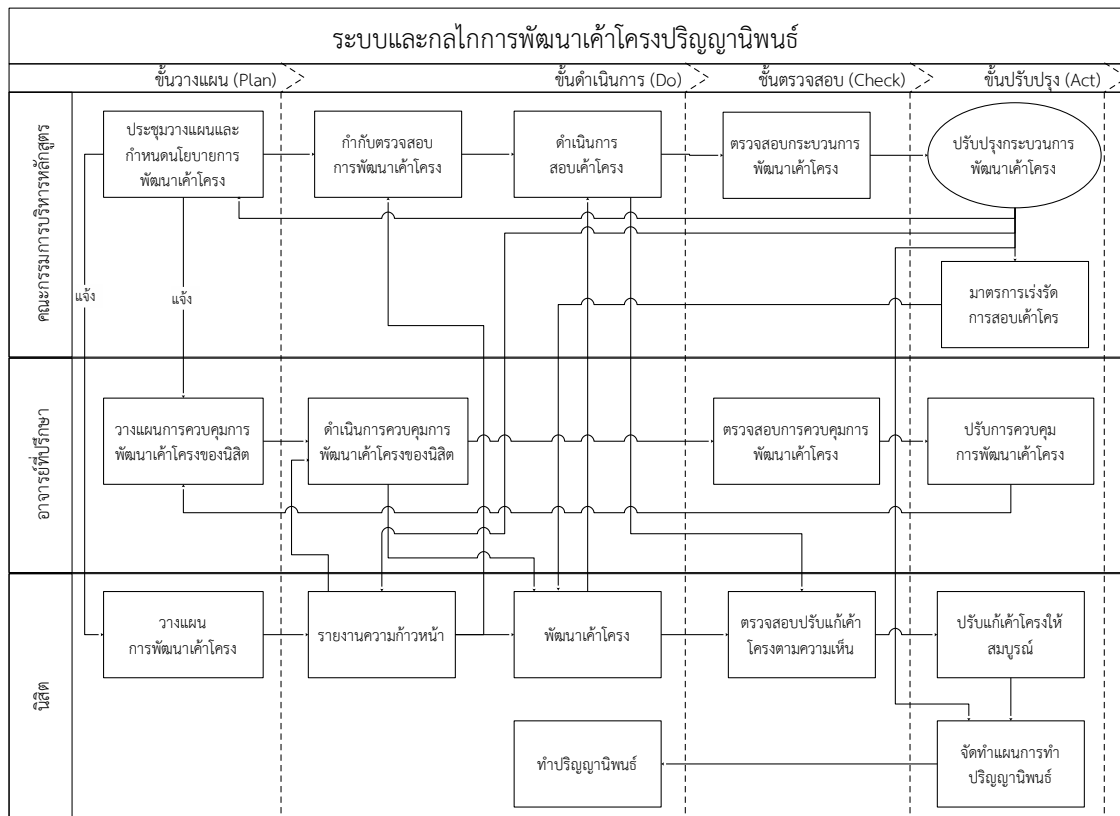 ระบบและกลไกการพัฒนาเค้าโครงปริญญานิพนธ์
ขั้นวางแผน (Plan)
ขั้นดำเนินการ (Do)
ขั้นตรวจสอบ (Check)
ขั้นปรับปรุง (Act)
คณะกรรมการบริหารหลักสูตร
ประชุมวางแผนและ
กำหนดนโยบายการ
พัฒนาเค้าโครง
กำกับตรวจสอบ
การพัฒนาเค้าโครง
ดำเนินการ
สอบเค้าโครง
ตรวจสอบกระบวนการ
พัฒนาเค้าโครง
ปรับปรุงกระบวนการ
พัฒนาเค้าโครง
แจ้ง
แจ้ง
มาตรการเร่งรัด
การสอบเค้าโคร
อาจารย์ที่ปรึกษา
วางแผนการควบคุมการ
พัฒนาเค้าโครงของนิสิต
ดำเนินการควบคุมการ
พัฒนาเค้าโครงของนิสิต
ตรวจสอบการควบคุมการ
พัฒนาเค้าโครง
ปรับการควบคุม
การพัฒนาเค้าโครง
นิสิต
วางแผน
การพัฒนาเค้าโครง
รายงานความก้าวหน้า
พัฒนาเค้าโครง
ตรวจสอบปรับแก้เค้า
โครงตามความเห็น
ปรับแก้เค้าโครงให้
สมบูรณ์
ทำปริญญานิพนธ์
จัดทำแผนการทำ
ปริญญานิพนธ์